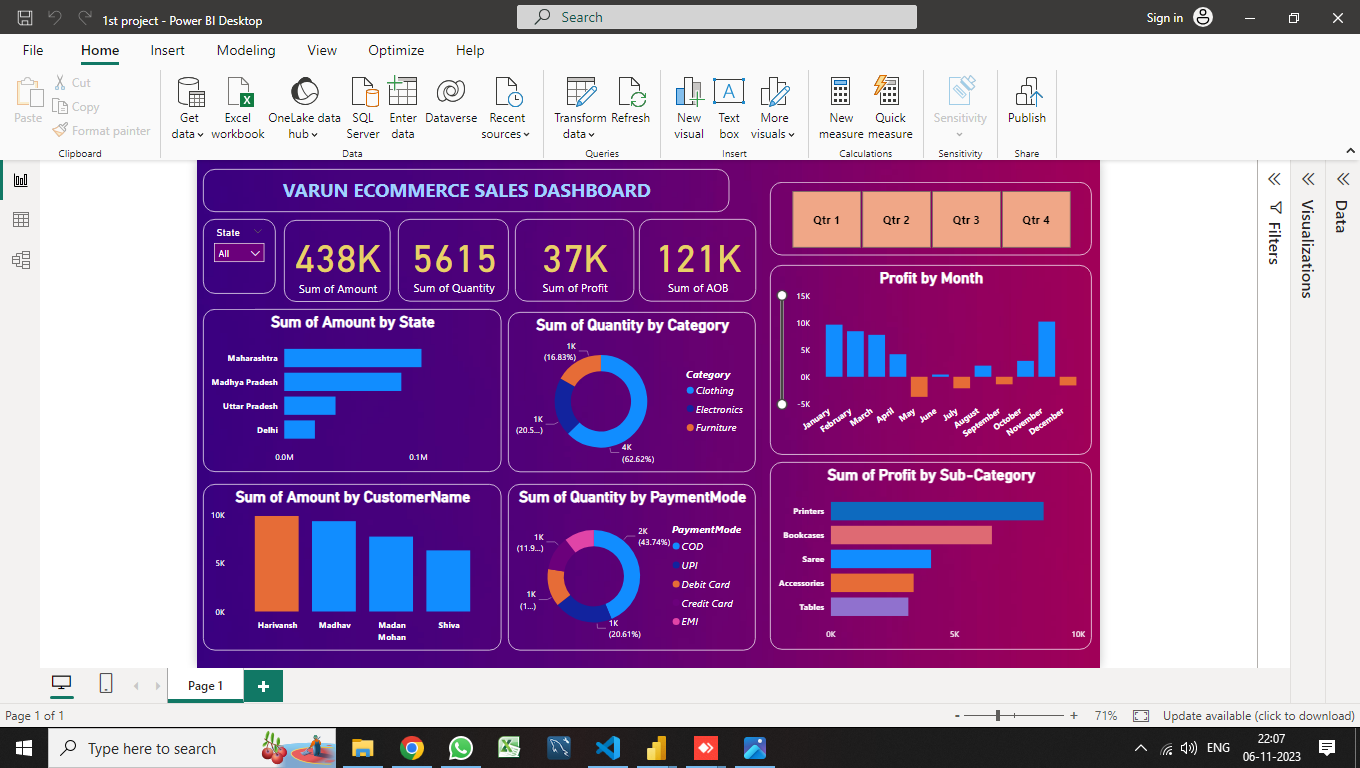 1st project - Power BI Desktop
Search
Sign in
File
Home
Insert
Modeling
View
Optimize
Help
Paste
Cut
Copy
Format painter
Clipboard
Get data
Excel workbook
OneLake data hub
SQL Server
Enter data
Dataverse
Recent sources
Data
Transform data
Refresh
Queries
New visual
Text box
More visuals
Insert
New measure
Quick measure
Calculations
Sensitivity
Sensitivity
Publish
Share
VARUN ECOMMERCE SALES DASHBOARD
State
All
438K
Sum of Amount
5615
Sum of Quantity
37K
Sum of Profit
121K
Sum of AOB
Qtr 1
Qtr 2
Qtr 3
Qtr 4
Sum of Amount by State
Maharashtra
Madhya Pradesh
Uttar Pradesh
Delhi
0.0M
0.1M
Sum of Quantity by Category
1K
(16.83%)
1K
(20.5...)
4K
(62.62%)
Category
Clothing
Electronics
Furniture
Profit by Month
15K
10K
5K
0K
-5K
January
February
March
April
May
June
July
August
September
October
November
December
Sum of Amount by CustomerName
10K
5K
0K
Harivansh
Madhav
Madan
Mohan
Shiva
Sum of Quantity by PaymentMode
1K
(11.9...)
2K
(43.74%)
1K
(1...)
1K
(20.61%)
PaymentMode
COD
UPI
Debit Card
Credit Card
EMI
Sum of Profit by Sub-Category
Printers
Bookcases
Saree
Accessories
Tables
0K
5K
10K
Filters
Visualizations
Data
Page 1
Page 1 of 1
71%
Update available (click to download)
Type here to search
ENG
22:07
06-11-2023